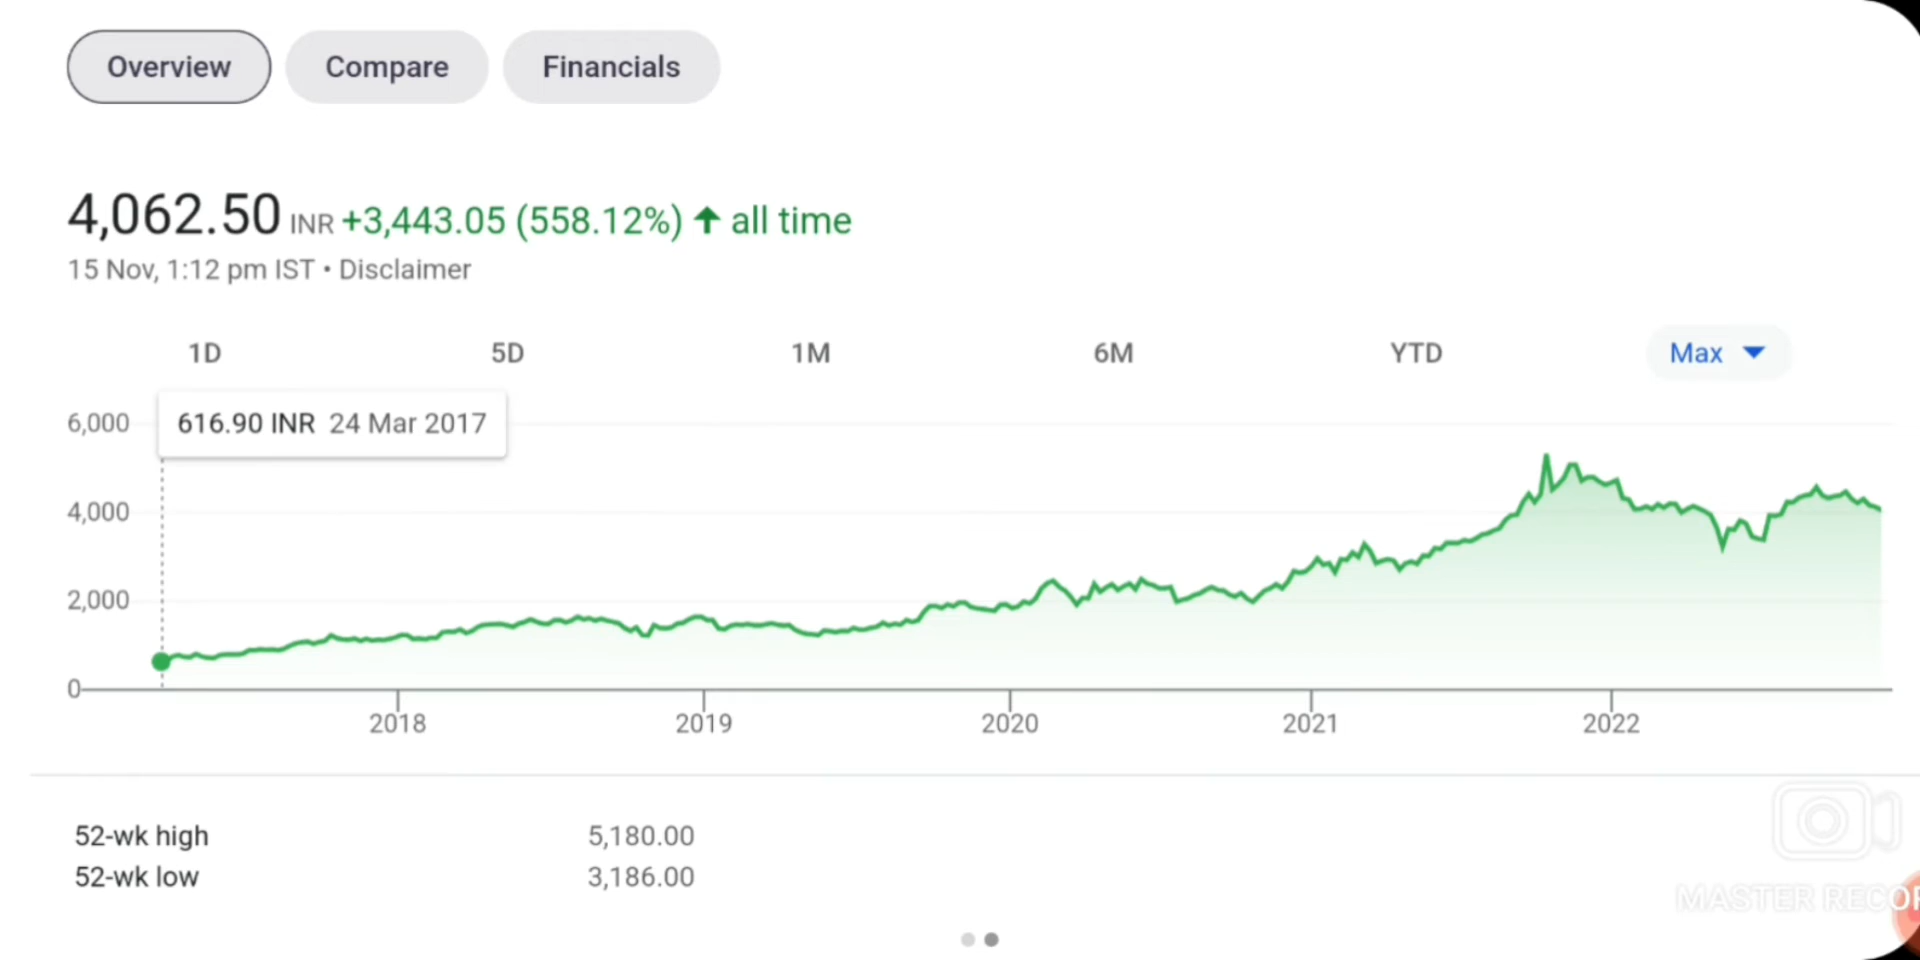 Overview Compare Financials
4,062.50 INR +3,443.05 (558.12%) ↑ all time
15 Nov, 1:12 pm IST • Disclaimer
1D 5D 1M 6M YTD Max
616.90 INR 24 Mar 2017
6,000
4,000
2,000
0
2018 2019 2020 2021 2022
52-wk high 5,180.00
52-wk low 3,186.00
MASTER RECOR